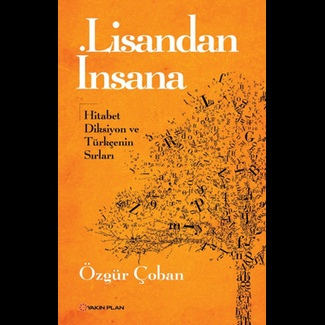 Lisandan
İnsana
Hitabet
Diksiyon ve
Türkçenin
Sırları
Özgür Çoban
YAKIN PLAN